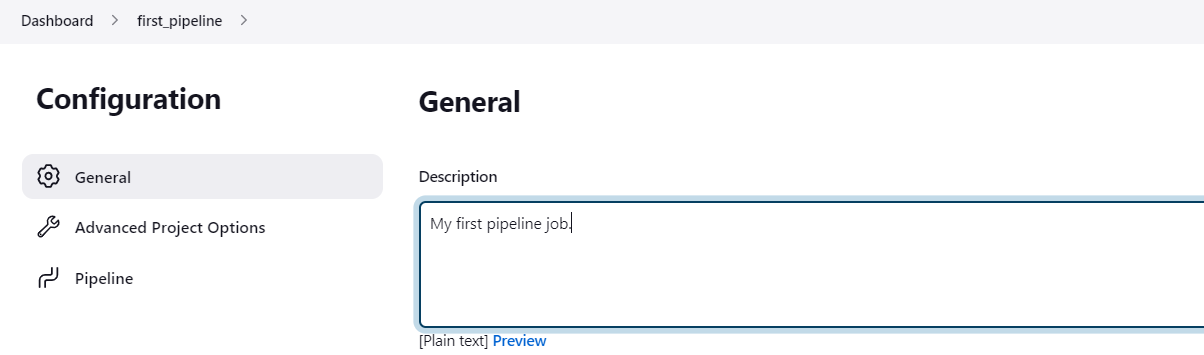 Dashboard > first_pipeline >
Configuration
General
Advanced Project Options
Pipeline
General
Description
My first pipeline job.
[Plain text] Preview